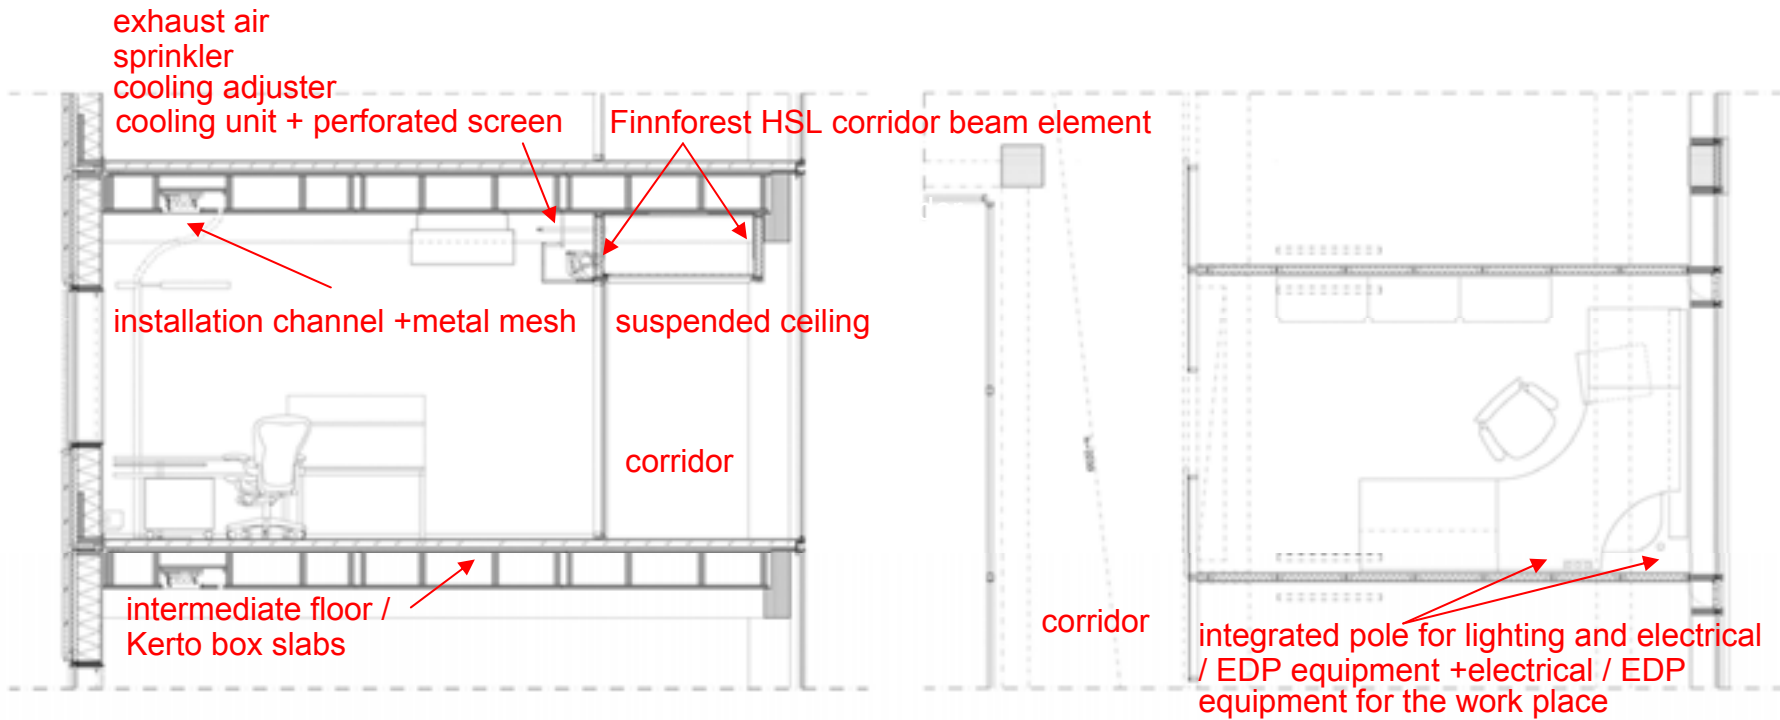 exhaust air
sprinkler
cooling adjuster
cooling unit + perforated screen
Finnforest HSL corridor beam element
installation channel +metal mesh
suspended ceiling
corridor
intermediate floor /
Kerto box slabs
corridor
integrated pole for lighting and electrical
/ EDP equipment +electrical / EDP
equipment for the work place